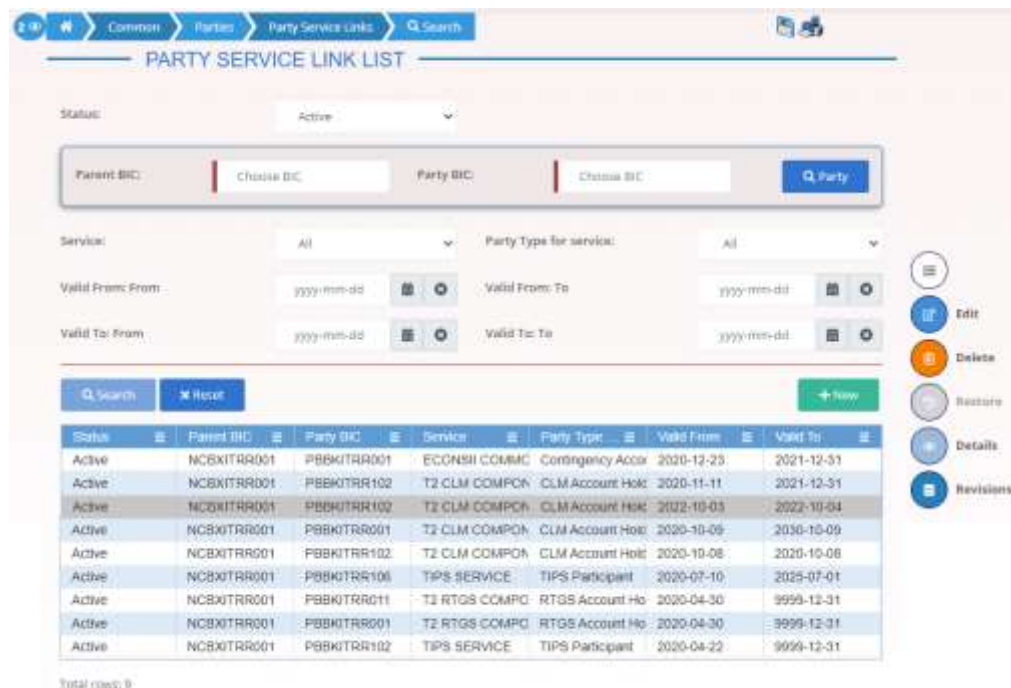 Common Parties Party Service Links Search
PARTY SERVICE LINK LIST
Status: Active
Parent BIC: Choose BIC Party BIC: Choose BIC Party
Service: All Party Type for service: All
Valid From: From yyyy-mm-dd Valid From: To yyyy-mm-dd
Edit
Valid To: From yyyy-mm-dd Valid To: To yyyy-mm-dd
Delete
Search Reset New
Restore
Status Parent BIC Party BIC Service Party Type Valid From Valid To
Details
Active NCBXITRR001 PBBKITRR001 ECONSII COMMC Contingency Accou 2020-12-23 2021-12-31
Active NCBXITRR001 PBBKITRR102 T2 CLM COMPON CLM Account Hold 2020-11-11 2021-12-31
Revisions
Active NCBXITRR001 PBBKITRR102 T2 CLM COMPON CLM Account Hold 2022-10-03 2022-10-04
Active NCBXITRR001 PBBKITRR001 T2 CLM COMPON CLM Account Hold 2020-10-09 2030-10-09
Active NCBXITRR001 PBBKITRR102 T2 CLM COMPON CLM Account Hold 2020-10-08 2020-10-08
Active NCBXITRR001 PBBKITRR106 TIPS SERVICE TIPS Participant 2020-07-10 2025-07-01
Active NCBXITRR001 PBBKITRR011 T2 RTGS COMPO RTGS Account Ho 2020-04-30 9999-12-31
Active NCBXITRR001 PBBKITRR001 T2 RTGS COMPO RTGS Account Ho 2020-04-30 9999-12-31
Active NCBXITRR001 PBBKITRR102 TIPS SERVICE TIPS Participant 2020-04-22 9999-12-31
Total rows: 9